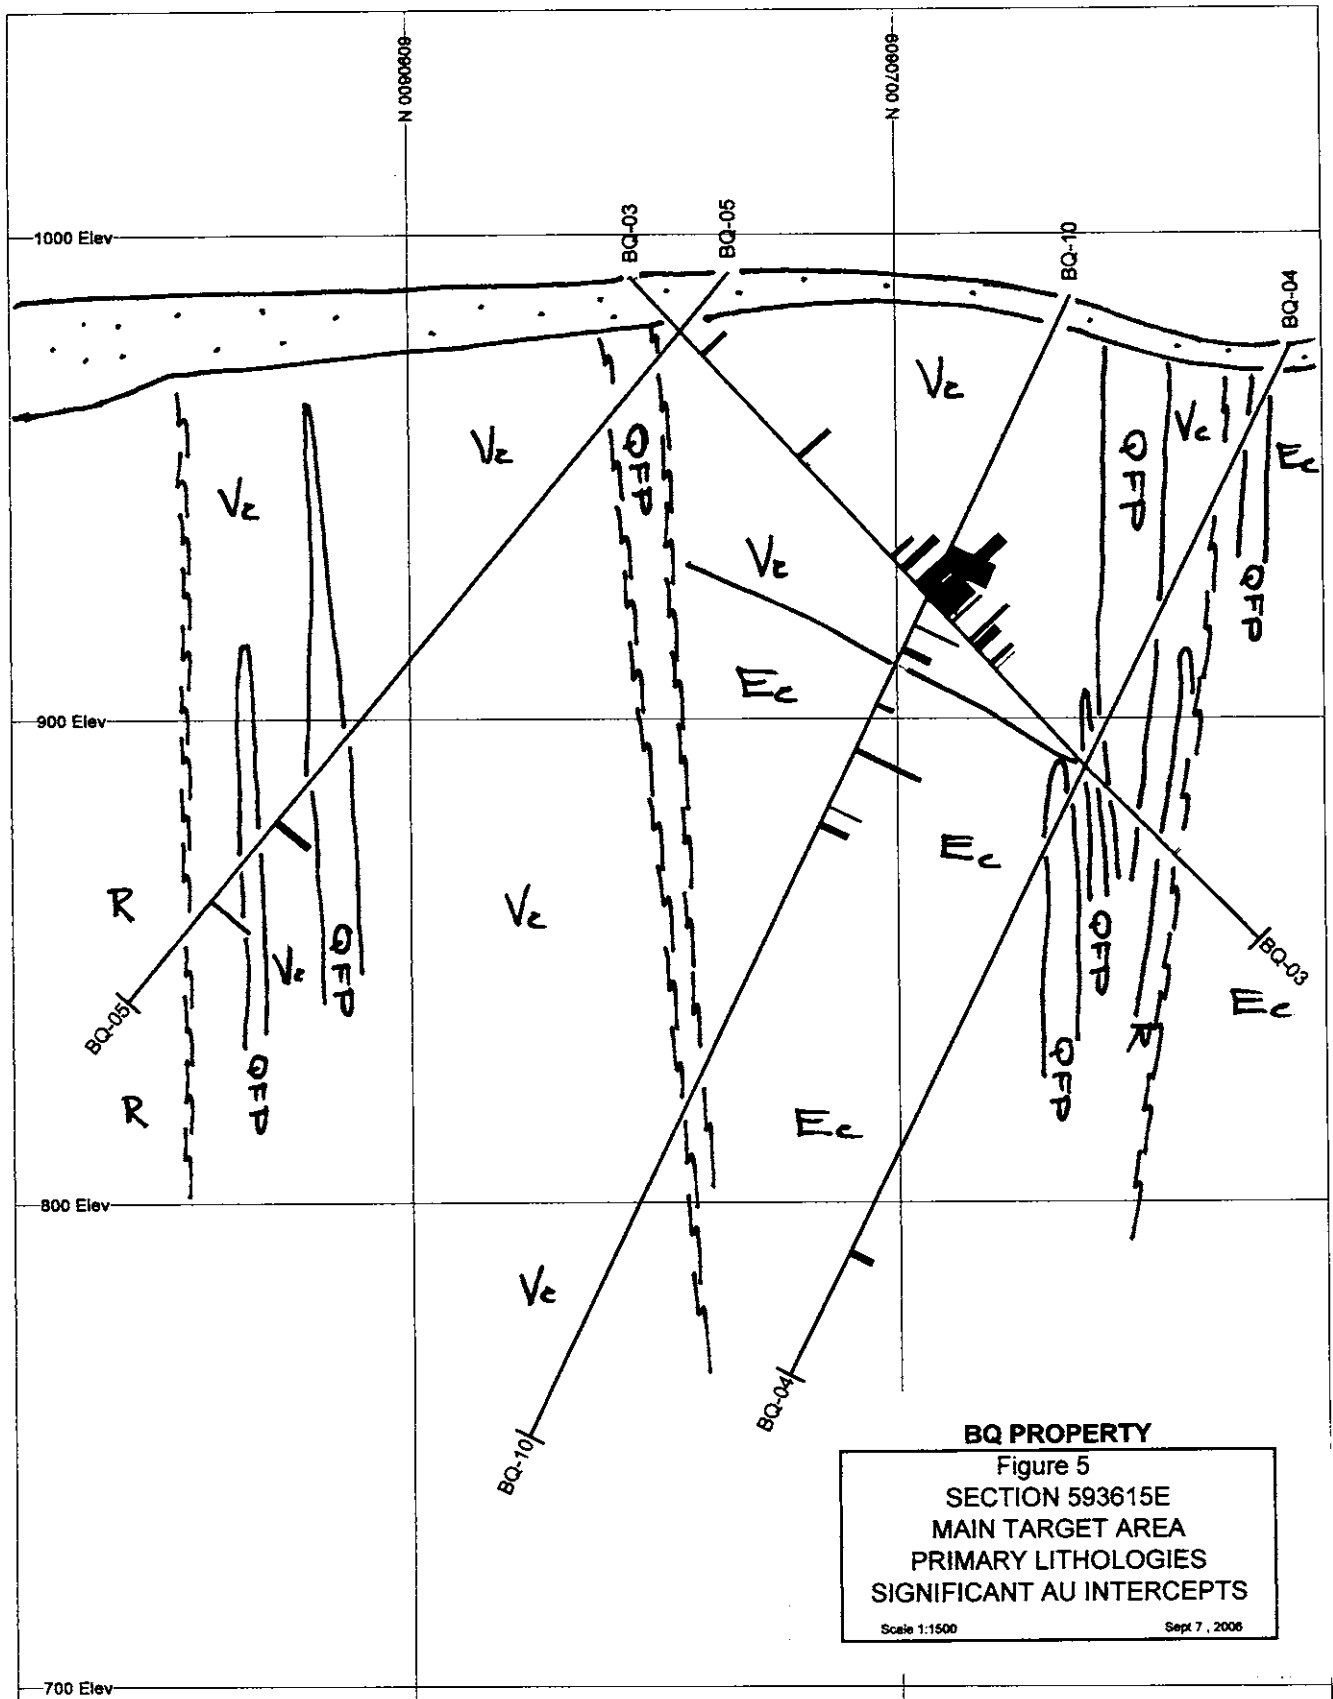 6090600 N
6090700 N
1000 Elev
BQ-03
BQ-05
BQ-10
BQ-04
Vc
Vc
QFP
QFP
Vc
Ec
Vc
Vc
QFP
Ec
900 Elev
Ec
R
Vc
QFP
Vc
QFP
BQ-03
BQ-05
Ec
QFP
QFP
R
R
Ec
800 Elev
Vc
BQ-04
BQ-10
BQ PROPERTY
Figure 5
SECTION 593615E
MAIN TARGET AREA
PRIMARY LITHOLOGIES
SIGNIFICANT AU INTERCEPTS
Scale 1:1500 Sept 7, 2006
700 Elev